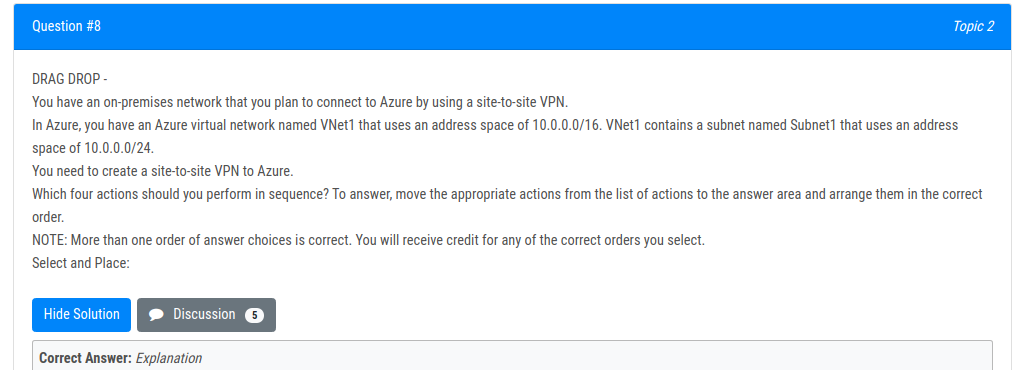 Question #8
Topic 2
DRAG DROP -
You have an on-premises network that you plan to connect to Azure by using a site-to-site VPN.
In Azure, you have an Azure virtual network named VNet1 that uses an address space of 10.0.0.0/16. VNet1 contains a subnet named Subnet1 that uses an address
space of 10.0.0.0/24.
You need to create a site-to-site VPN to Azure.
Which four actions should you perform in sequence? To answer, move the appropriate actions from the list of actions to the answer area and arrange them in the correct
order.
NOTE: More than one order of answer choices is correct. You will receive credit for any of the correct orders you select.
Select and Place:
Hide Solution
Discussion 5
Correct Answer: Explanation